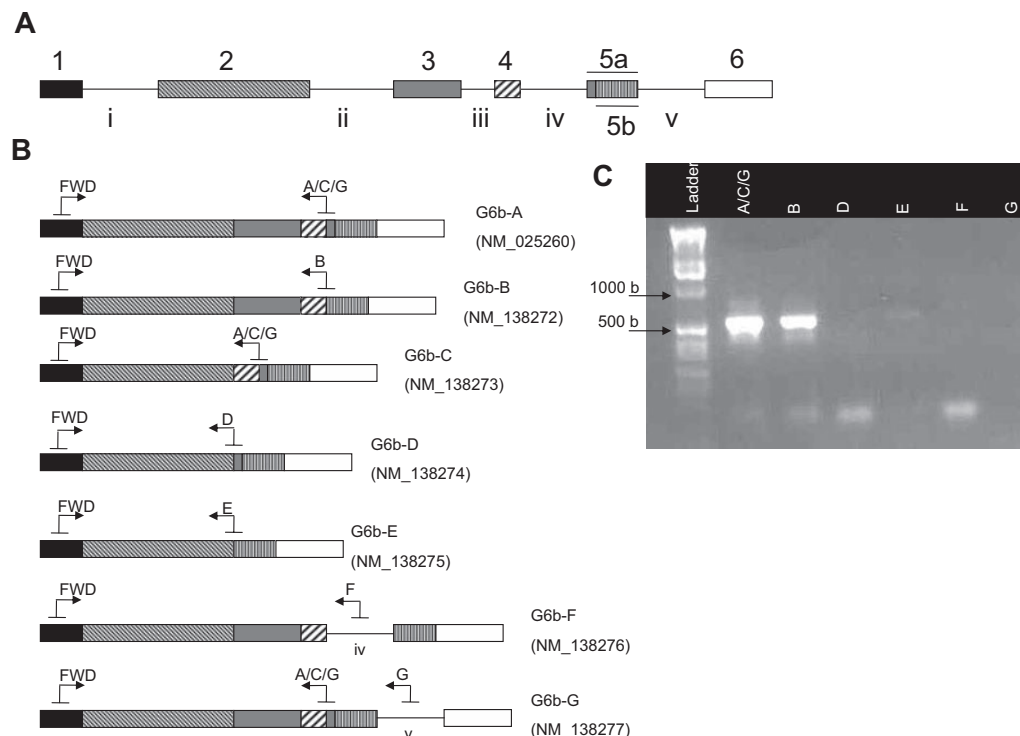 A
1 2 3 4 5a 6
i ii iii iv 5b v
B
FWD A/C/G
G6b-A
(NM_025260)
FWD B
G6b-B
(NM_138272)
FWD A/C/G
G6b-C
(NM_138273)
FWD D
G6b-D
(NM_138274)
FWD E
G6b-E
(NM_138275)
FWD F
iv
G6b-F
(NM_138276)
FWD A/C/G G
v
G6b-G
(NM_138277)
C
Ladder A/C/G B D E F G
1000 b
500 b